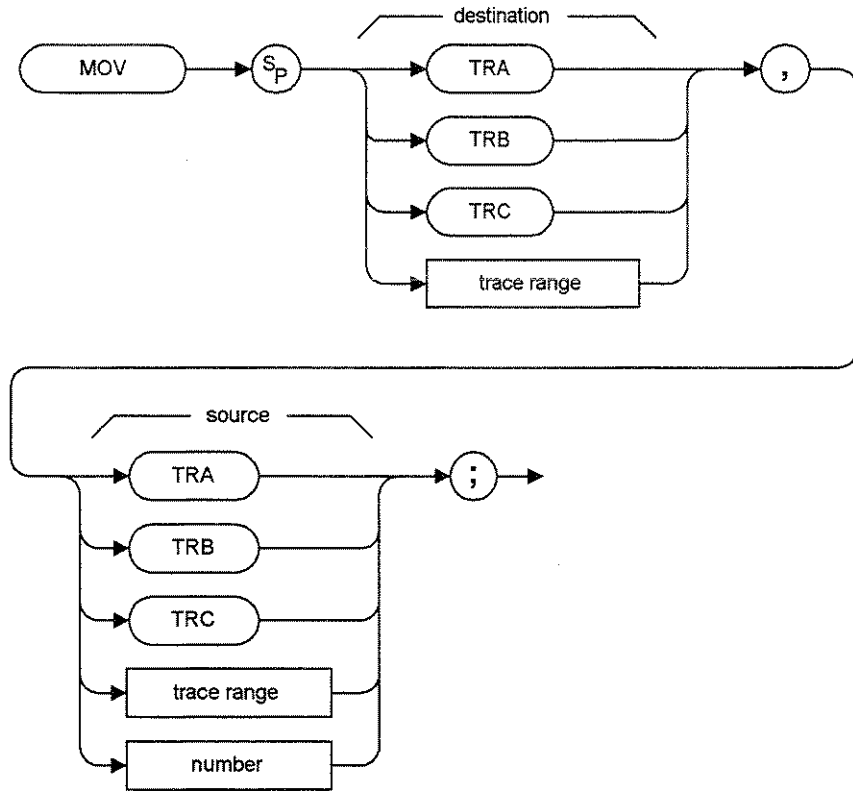 destination
MOV SP TRA ,
TRB
TRC
trace range
source
TRA ;
TRB
TRC
trace range
number